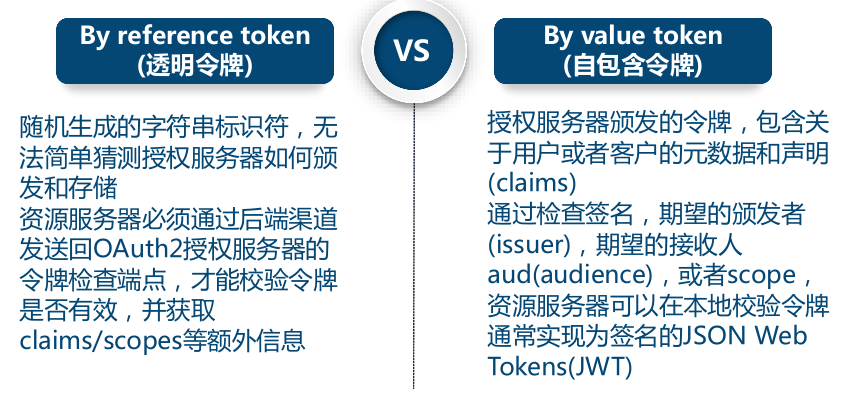 By reference token
(透明令牌)
VS
By value token
(自包含令牌)
随机生成的字符串标识符，无
法简单猜测授权服务器如何颁
发和存储
资源服务器必须通过后端渠道
发送回OAuth2授权服务器的
令牌检查端点，才能校验令牌
是否有效，并获取
claims/scopes等额外信息
授权服务器颁发的令牌，包含关
于用户或者客户的元数据和声明
(claims)
通过检查签名，期望的颁发者
(issuer)，期望的接收人
aud(audience)，或者scope，
资源服务器可以在本地校验令牌
通常实现为签名的JSON Web
Tokens(JWT)